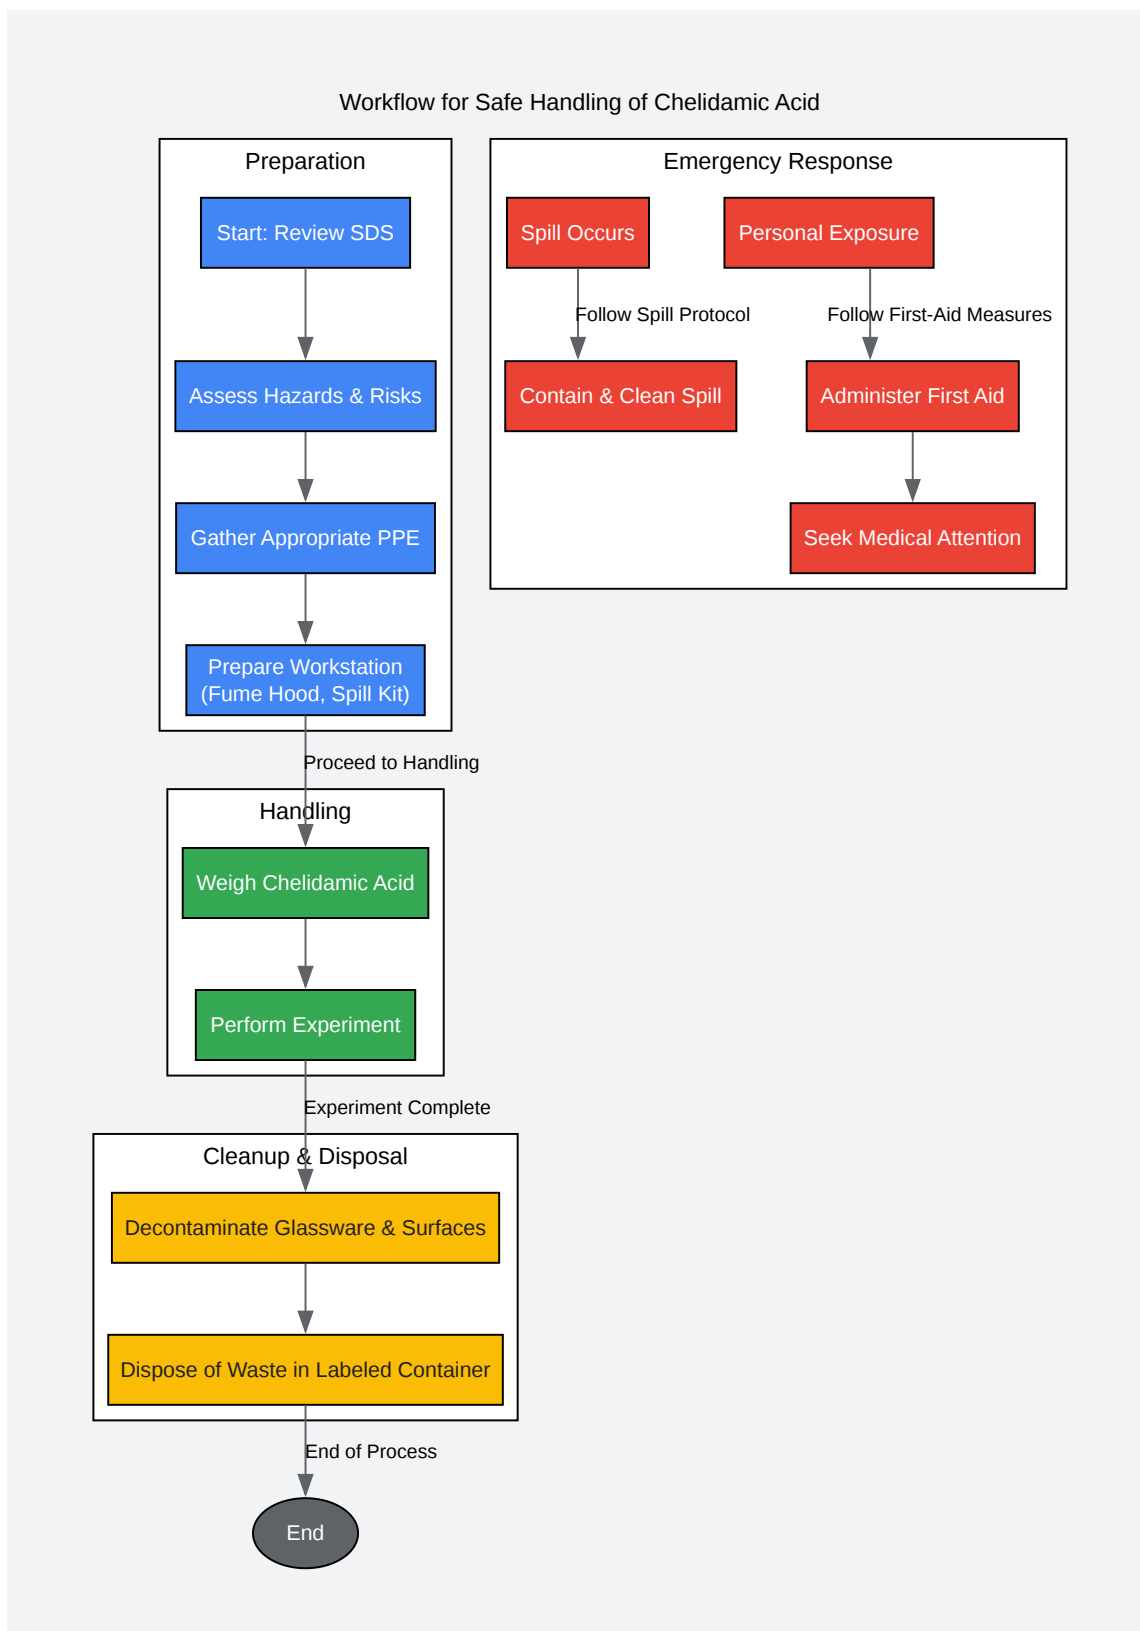 Workflow for Safe Handling of Chelidamic Acid
Preparation
Start: Review SDS
Assess Hazards & Risks
Gather Appropriate PPE
Prepare Workstation
(Fume Hood, Spill Kit)
Proceed to Handling
Handling
Weigh Chelidamic Acid
Perform Experiment
Experiment Complete
Cleanup & Disposal
Decontaminate Glassware & Surfaces
Dispose of Waste in Labeled Container
End of Process
End
Emergency Response
Spill Occurs
Follow Spill Protocol
Contain & Clean Spill
Personal Exposure
Follow First-Aid Measures
Administer First Aid
Seek Medical Attention